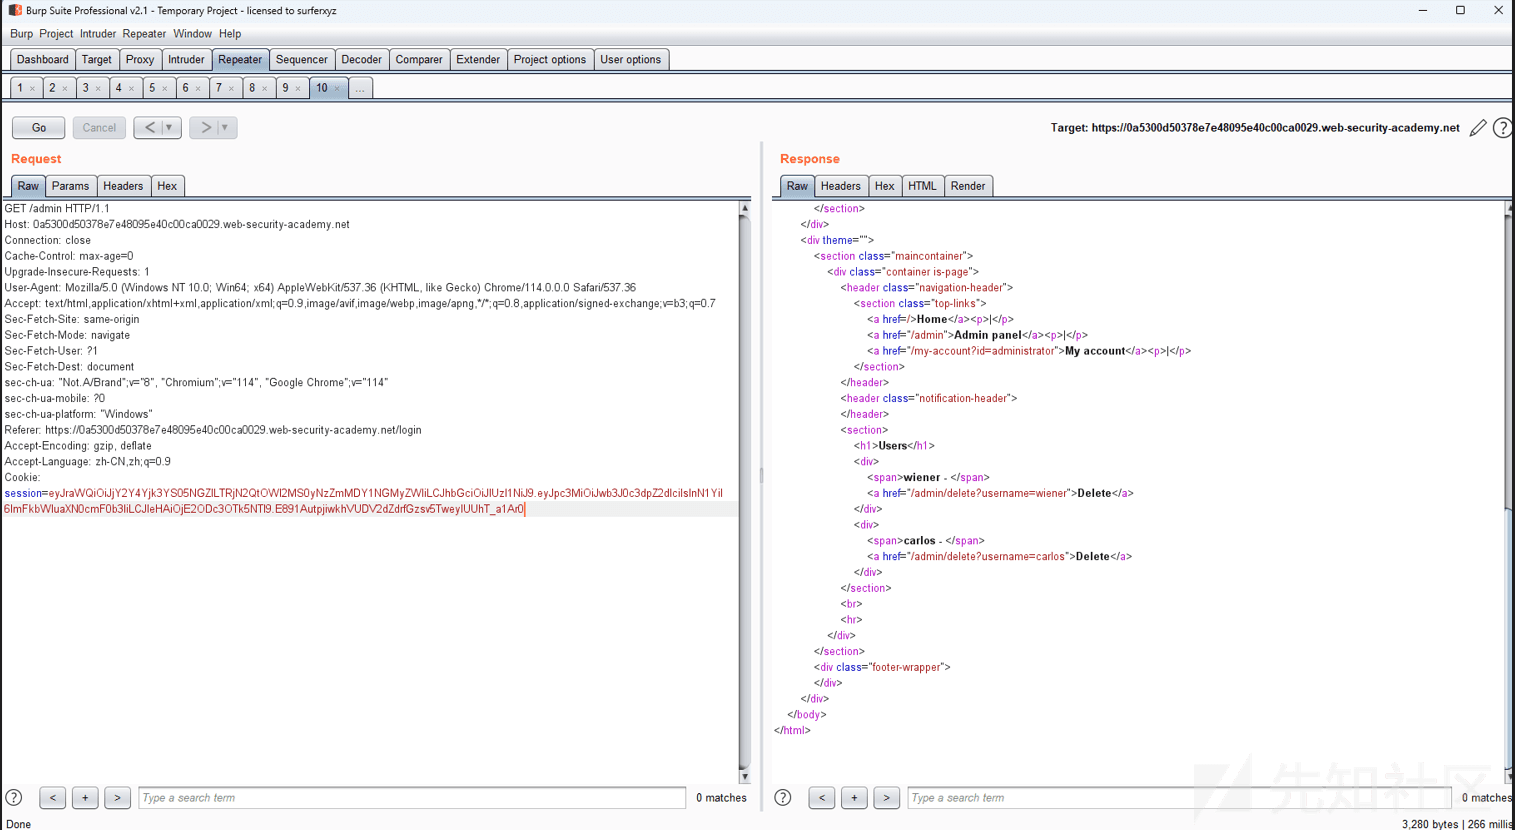 Burp Suite Professional v2.1 - Temporary Project - licensed to surferxyz
Burp Project Intruder Repeater Window Help
Dashboard Target Proxy Intruder Repeater Sequencer Decoder Comparer Extender Project options User options
1 × 2 × 3 × 4 × 5 × 6 × 7 × 8 × 9 × 10 × ...
Go Cancel < ▼ > ▼ Target: https://0a5300d50378e7e48095e40c00ca0029.web-security-academy.net ?
Request
Raw Params Headers Hex
GET /admin HTTP/1.1
Host: 0a5300d50378e7e48095e40c00ca0029.web-security-academy.net
Connection: close
Cache-Control: max-age=0
Upgrade-Insecure-Requests: 1
User-Agent: Mozilla/5.0 (Windows NT 10.0; Win64; x64) AppleWebKit/537.36 (KHTML, like Gecko) Chrome/114.0.0.0 Safari/537.36
Accept: text/html,application/xhtml+xml,application/xml;q=0.9,image/avif,image/webp,image/apng,*/*;q=0.8,application/signed-exchange;v=b3;q=0.7
Sec-Fetch-Site: same-origin
Sec-Fetch-Mode: navigate
Sec-Fetch-User: ?1
Sec-Fetch-Dest: document
sec-ch-ua: "Not.A/Brand";v="8", "Chromium";v="114", "Google Chrome";v="114"
sec-ch-ua-mobile: ?0
sec-ch-ua-platform: "Windows"
Referer: https://0a5300d50378e7e48095e40c00ca0029.web-security-academy.net/login
Accept-Encoding: gzip, deflate
Accept-Language: zh-CN,zh;q=0.9
Cookie:
? < + > Type a search term 0 matches
Response
Raw Headers Hex HTML Render
</section>
</div>
<div theme="">
<section class="maincontainer">
<div class="container is-page">
<header class="navigation-header">
<section class="top-links">
<a href=/>Home</a><p>|</p>
<a href="/admin">Admin panel</a><p>|</p>
<a href="/my-account?id=administrator">My account</a><p>|</p>
</section>
</header>
<header class="notification-header">
</header>
<section>
<h1>Users</h1>
<div>
<span>wiener - </span>
<a href="/admin/delete?username=wiener">Delete</a>
</div>
<div>
<span>carlos - </span>
<a href="/admin/delete?username=carlos">Delete</a>
</div>
</section>
<br>
<hr>
</div>
</section>
<div class="footer-wrapper">
</div>
</div>
</body>
</html>
? < + > Type a search term 0 matches
先知社区
Done 3,280 bytes | 266 millis